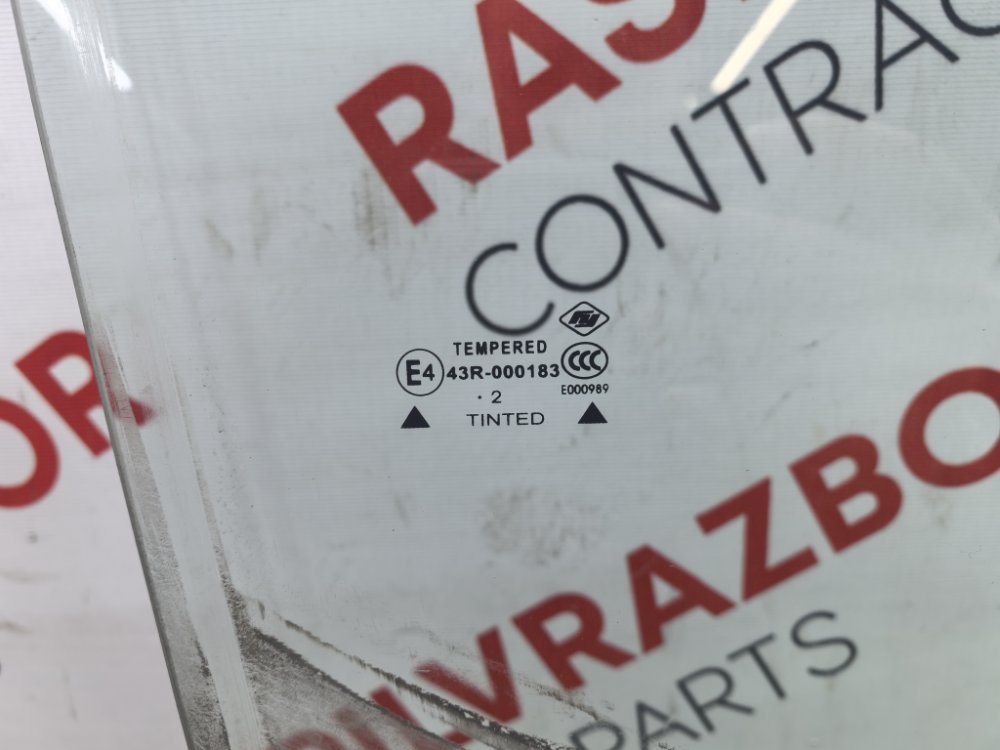 RAS
CONTRAC
TEMPERED
E4 43R-000183 CCC
E000989
· 2
TINTED
OR
VRAZBO
PARTS